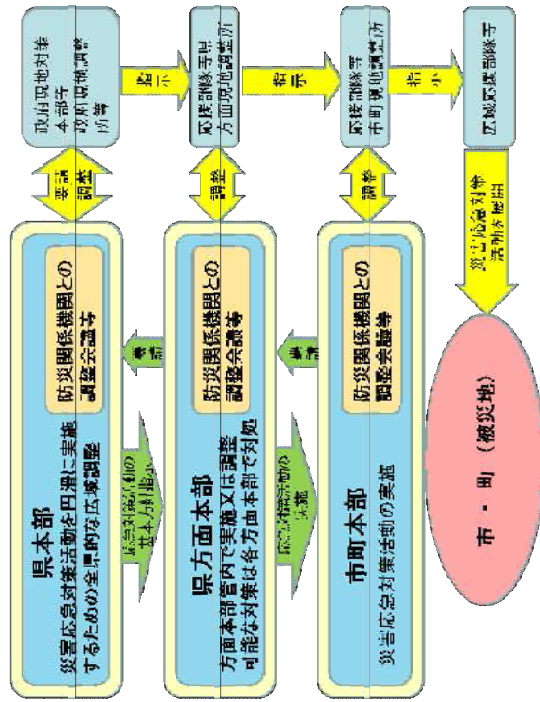 県本部
災害応急対策活動を円滑に実施
するための全県的な広域調整
防災関係機関との
調整会議等
要請
調整
政府現地対策
本部等
政府現地調整
所等
応急対策活動の
基本方針指示
要請
指示
県方面本部
方面本部管内で実施又は調整
可能な対策は各方面本部で対処
防災関係機関との
調整会議等
調整
応援部隊等県
方面現地調整所
応急対策活動の
実施
要請
指示
市町本部
災害応急対策活動の実施
防災関係機関との
調整会議等
調整
応援部隊等
市町現地調整所
指示
市・町（被災地）
災害応急対策
活動を展開
広域応援部隊等